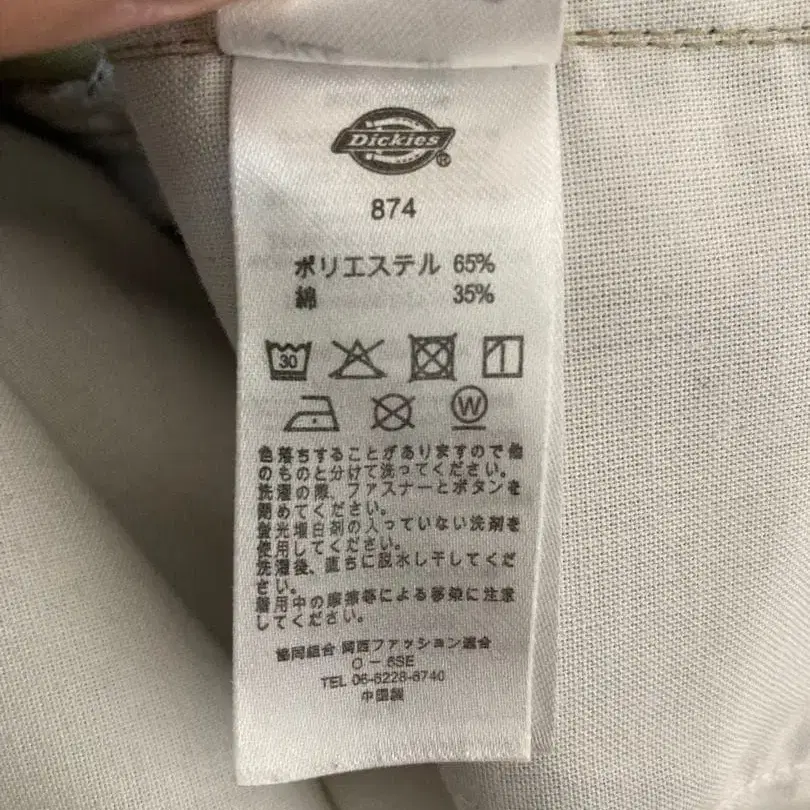 Dickies
874
ポリエステル 65%
綿 35%
30
W
色落ちすることがありますので他
のものと分けて洗ってください。
洗濯の際、ファスナーとボタンを
閉めてください。
蛍光増白剤の入っていない洗剤を
使用してください。
洗濯後、直ちに脱水し干してくだ
さい。
着用中の摩擦等による移染に注意
してください。
協同組合 関西ファッション連合
O-6SE
TEL 06-6228-6740
中国製